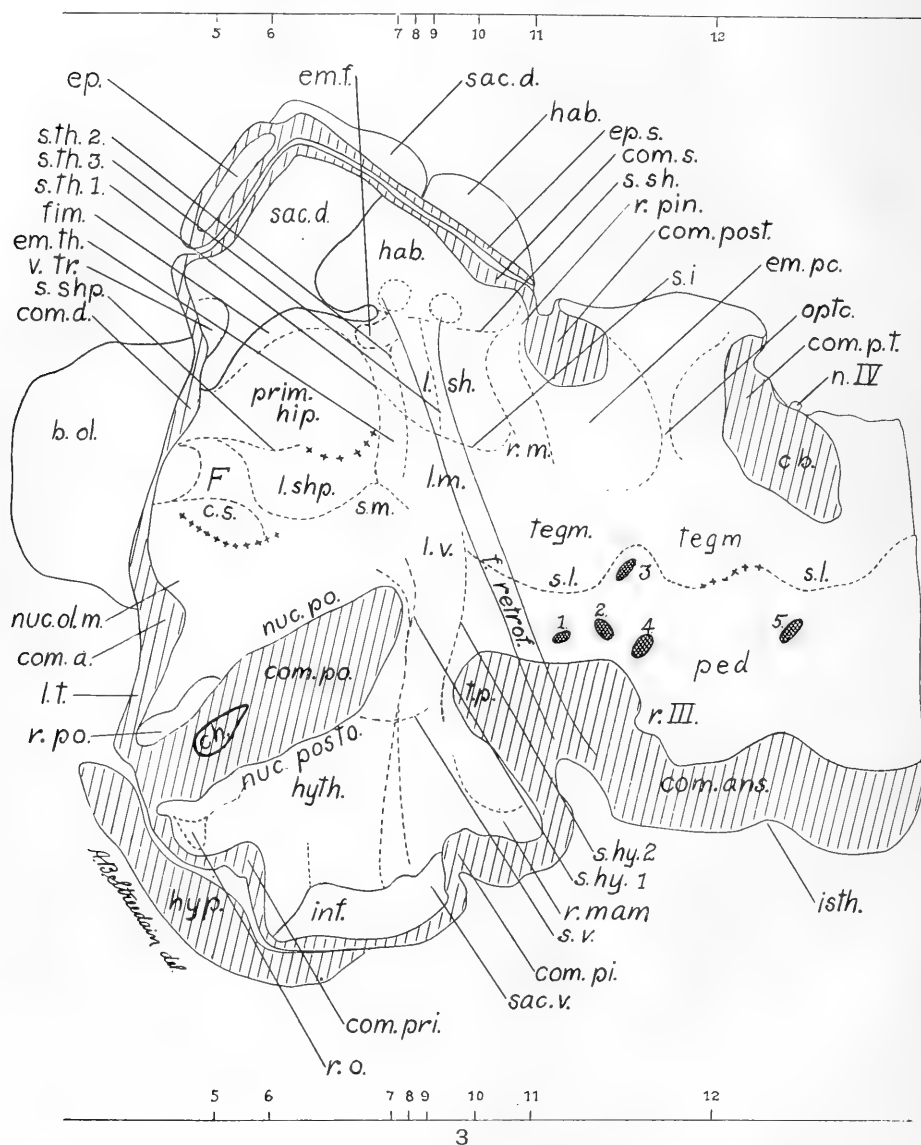 5 6 7 8 9 10 11 12
ep.
em.f.
sac.d.
hab.
ep.s.
com.s.
s.sh.
r.pin.
com.post.
s.i
em.pc.
optc.
com.p.t.
n.IV
s.th.2.
s.th.3.
s.th.1.
fim.
em.th.
v.tr.
s.shp.
com.d.
sac.d.
hab.
prim.
hip.
l.sh.
r.m.
b.ol.
F
l.shp.
c.s.
s.m.
l.m.
c.b.
tegm.
tegm
l.v.
s.l.
3
s.l.
f.retrof.
1.
2.
4
5
nuc.ol.m.
com.a.
l.t.
r.po.
nuc.po.
com.po.
t.p.
ped
r.III.
ch.
nuc.posto.
hyth.
com.ans.
s.hy.2
s.hy.1
r.mam
s.v.
isth.
hyp.
inf.
com.pi.
sac.v.
com.pri.
r.o.
del.
5 6 7 8 9 10 11 12
3